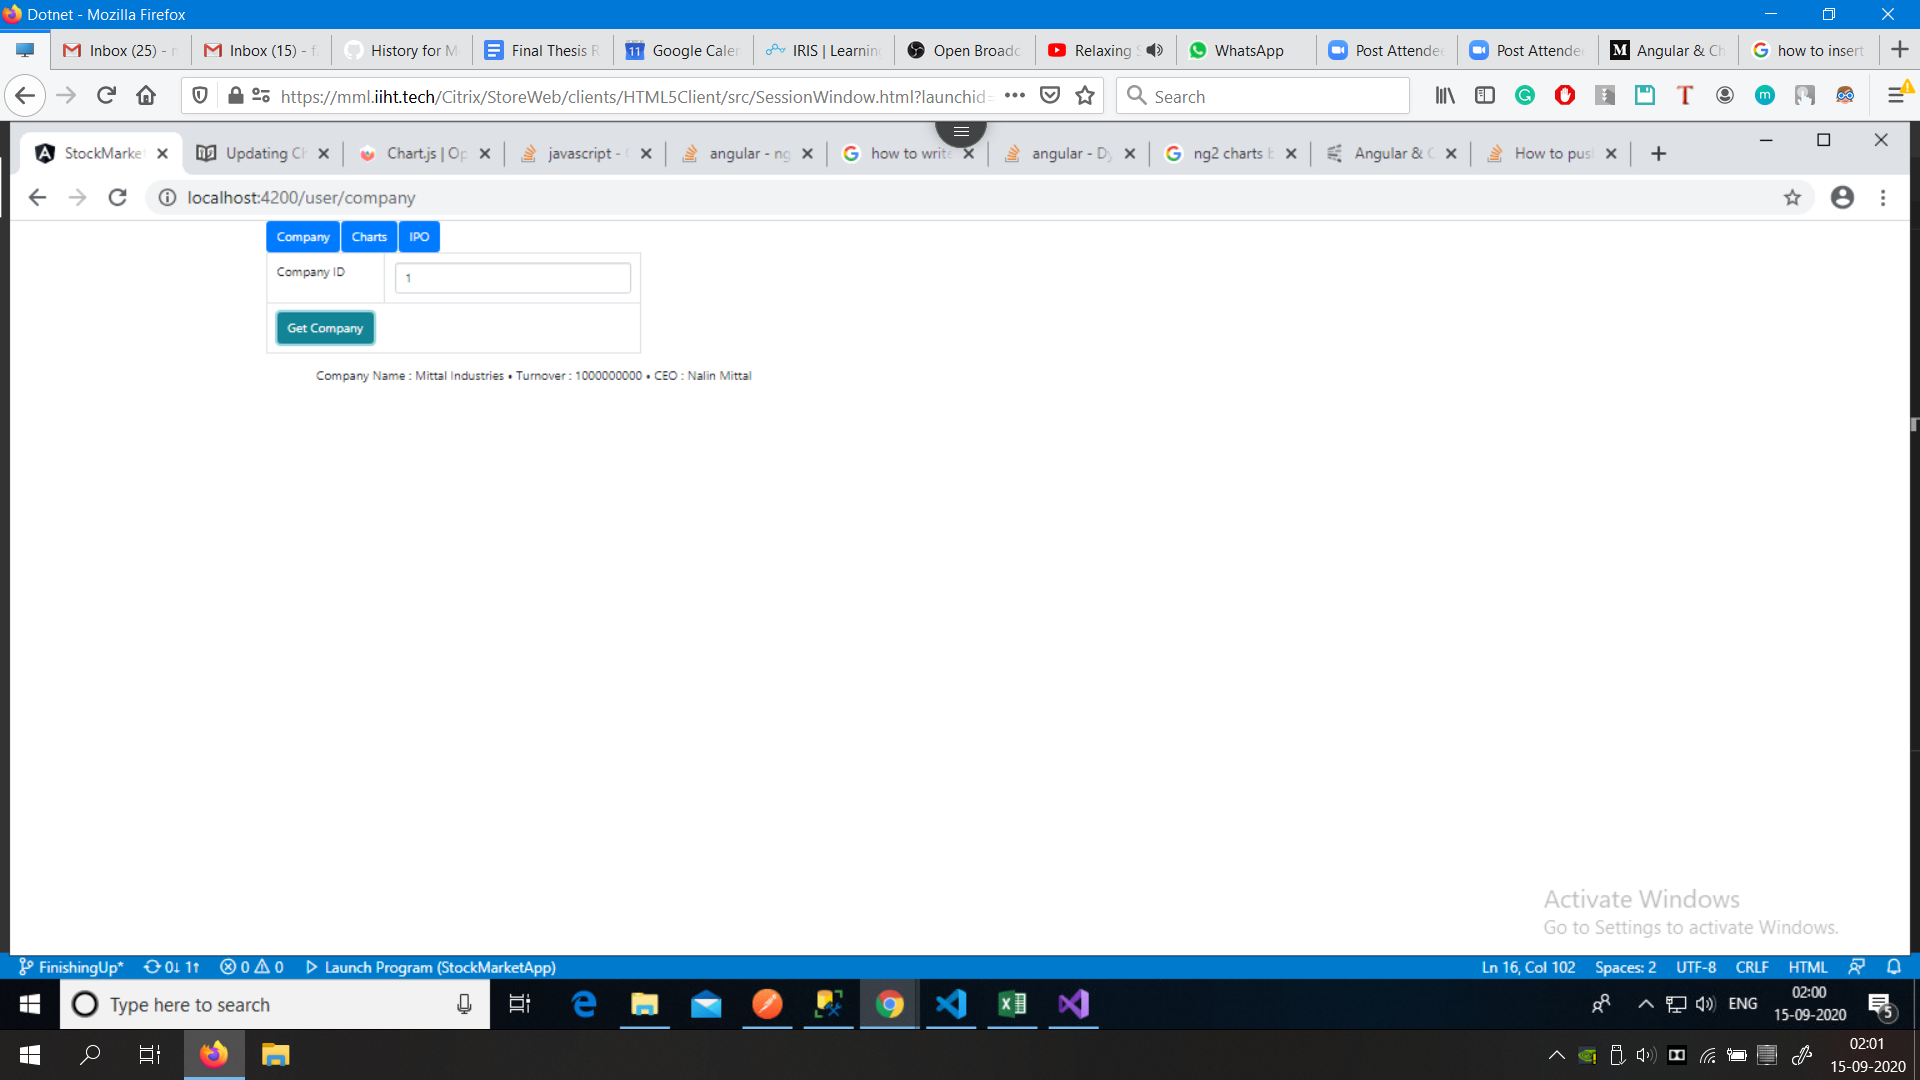 Dotnet - Mozilla Firefox
Inbox (25) -
Inbox (15) -
History for M
Final Thesis R
Google Caler
IRIS | Learning
Open Broadc
Relaxing S
WhatsApp
Post Attendee
Post Attendee
Angular & Ch
how to insert
https://mml.iiht.tech/Citrix/StoreWeb/clients/HTML5Client/src/SessionWindow.html?launchid=
Search
StockMarket
Updating Ch
Chart.js | Op
javascript -
angular - ng
how to write
angular - Dy
ng2 charts b
Angular & C
How to push
localhost:4200/user/company
Company Charts IPO
Company ID 1
Get Company
Company Name : Mittal Industries • Turnover : 1000000000 • CEO : Nalin Mittal
Activate Windows
Go to Settings to activate Windows.
FinishingUp* 0↓ 1↑ 0 0 Launch Program (StockMarketApp) Ln 16, Col 102 Spaces: 2 UTF-8 CRLF HTML
Type here to search
ENG
02:00
15-09-2020
5
02:01
15-09-2020